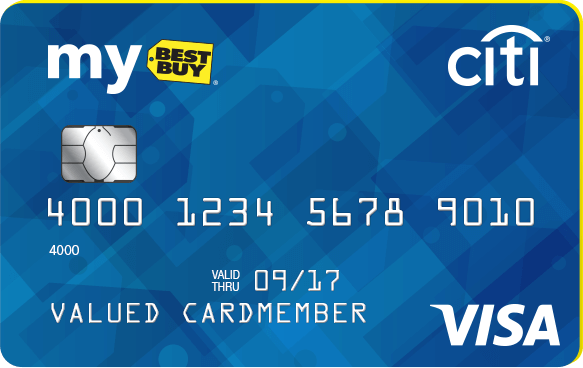 my BEST BUY®
citi®
4000 1234 5678 9010
4000
VALID THRU 09/17
VALUED CARDMEMBER
VISA